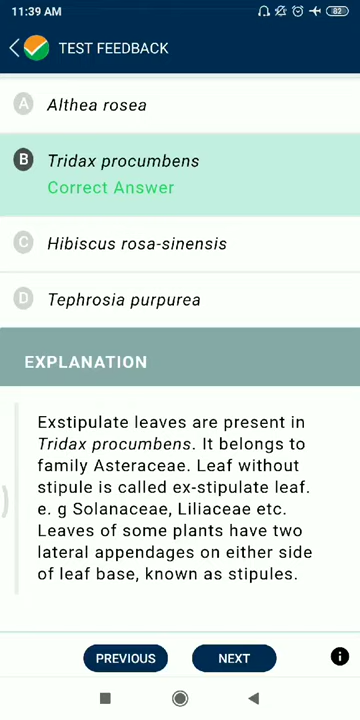 11:39 AM
82
TEST FEEDBACK
A Althea rosea
B Tridax procumbens
Correct Answer
C Hibiscus rosa-sinensis
D Tephrosia purpurea
EXPLANATION
Exstipulate leaves are present in
Tridax procumbens. It belongs to
family Asteraceae. Leaf without
stipule is called ex-stipulate leaf.
e. g Solanaceae, Liliaceae etc.
Leaves of some plants have two
lateral appendages on either side
of leaf base, known as stipules.
PREVIOUS
NEXT
i